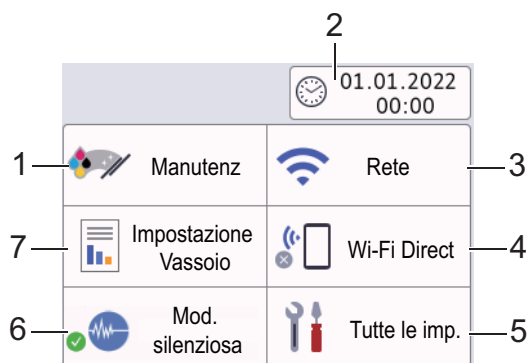 2
01.01.2022
00:00
1
Manutenz
Rete
3
7
Impostazione
Vassoio
Wi-Fi Direct
4
6
Mod.
silenziosa
Tutte le imp.
5